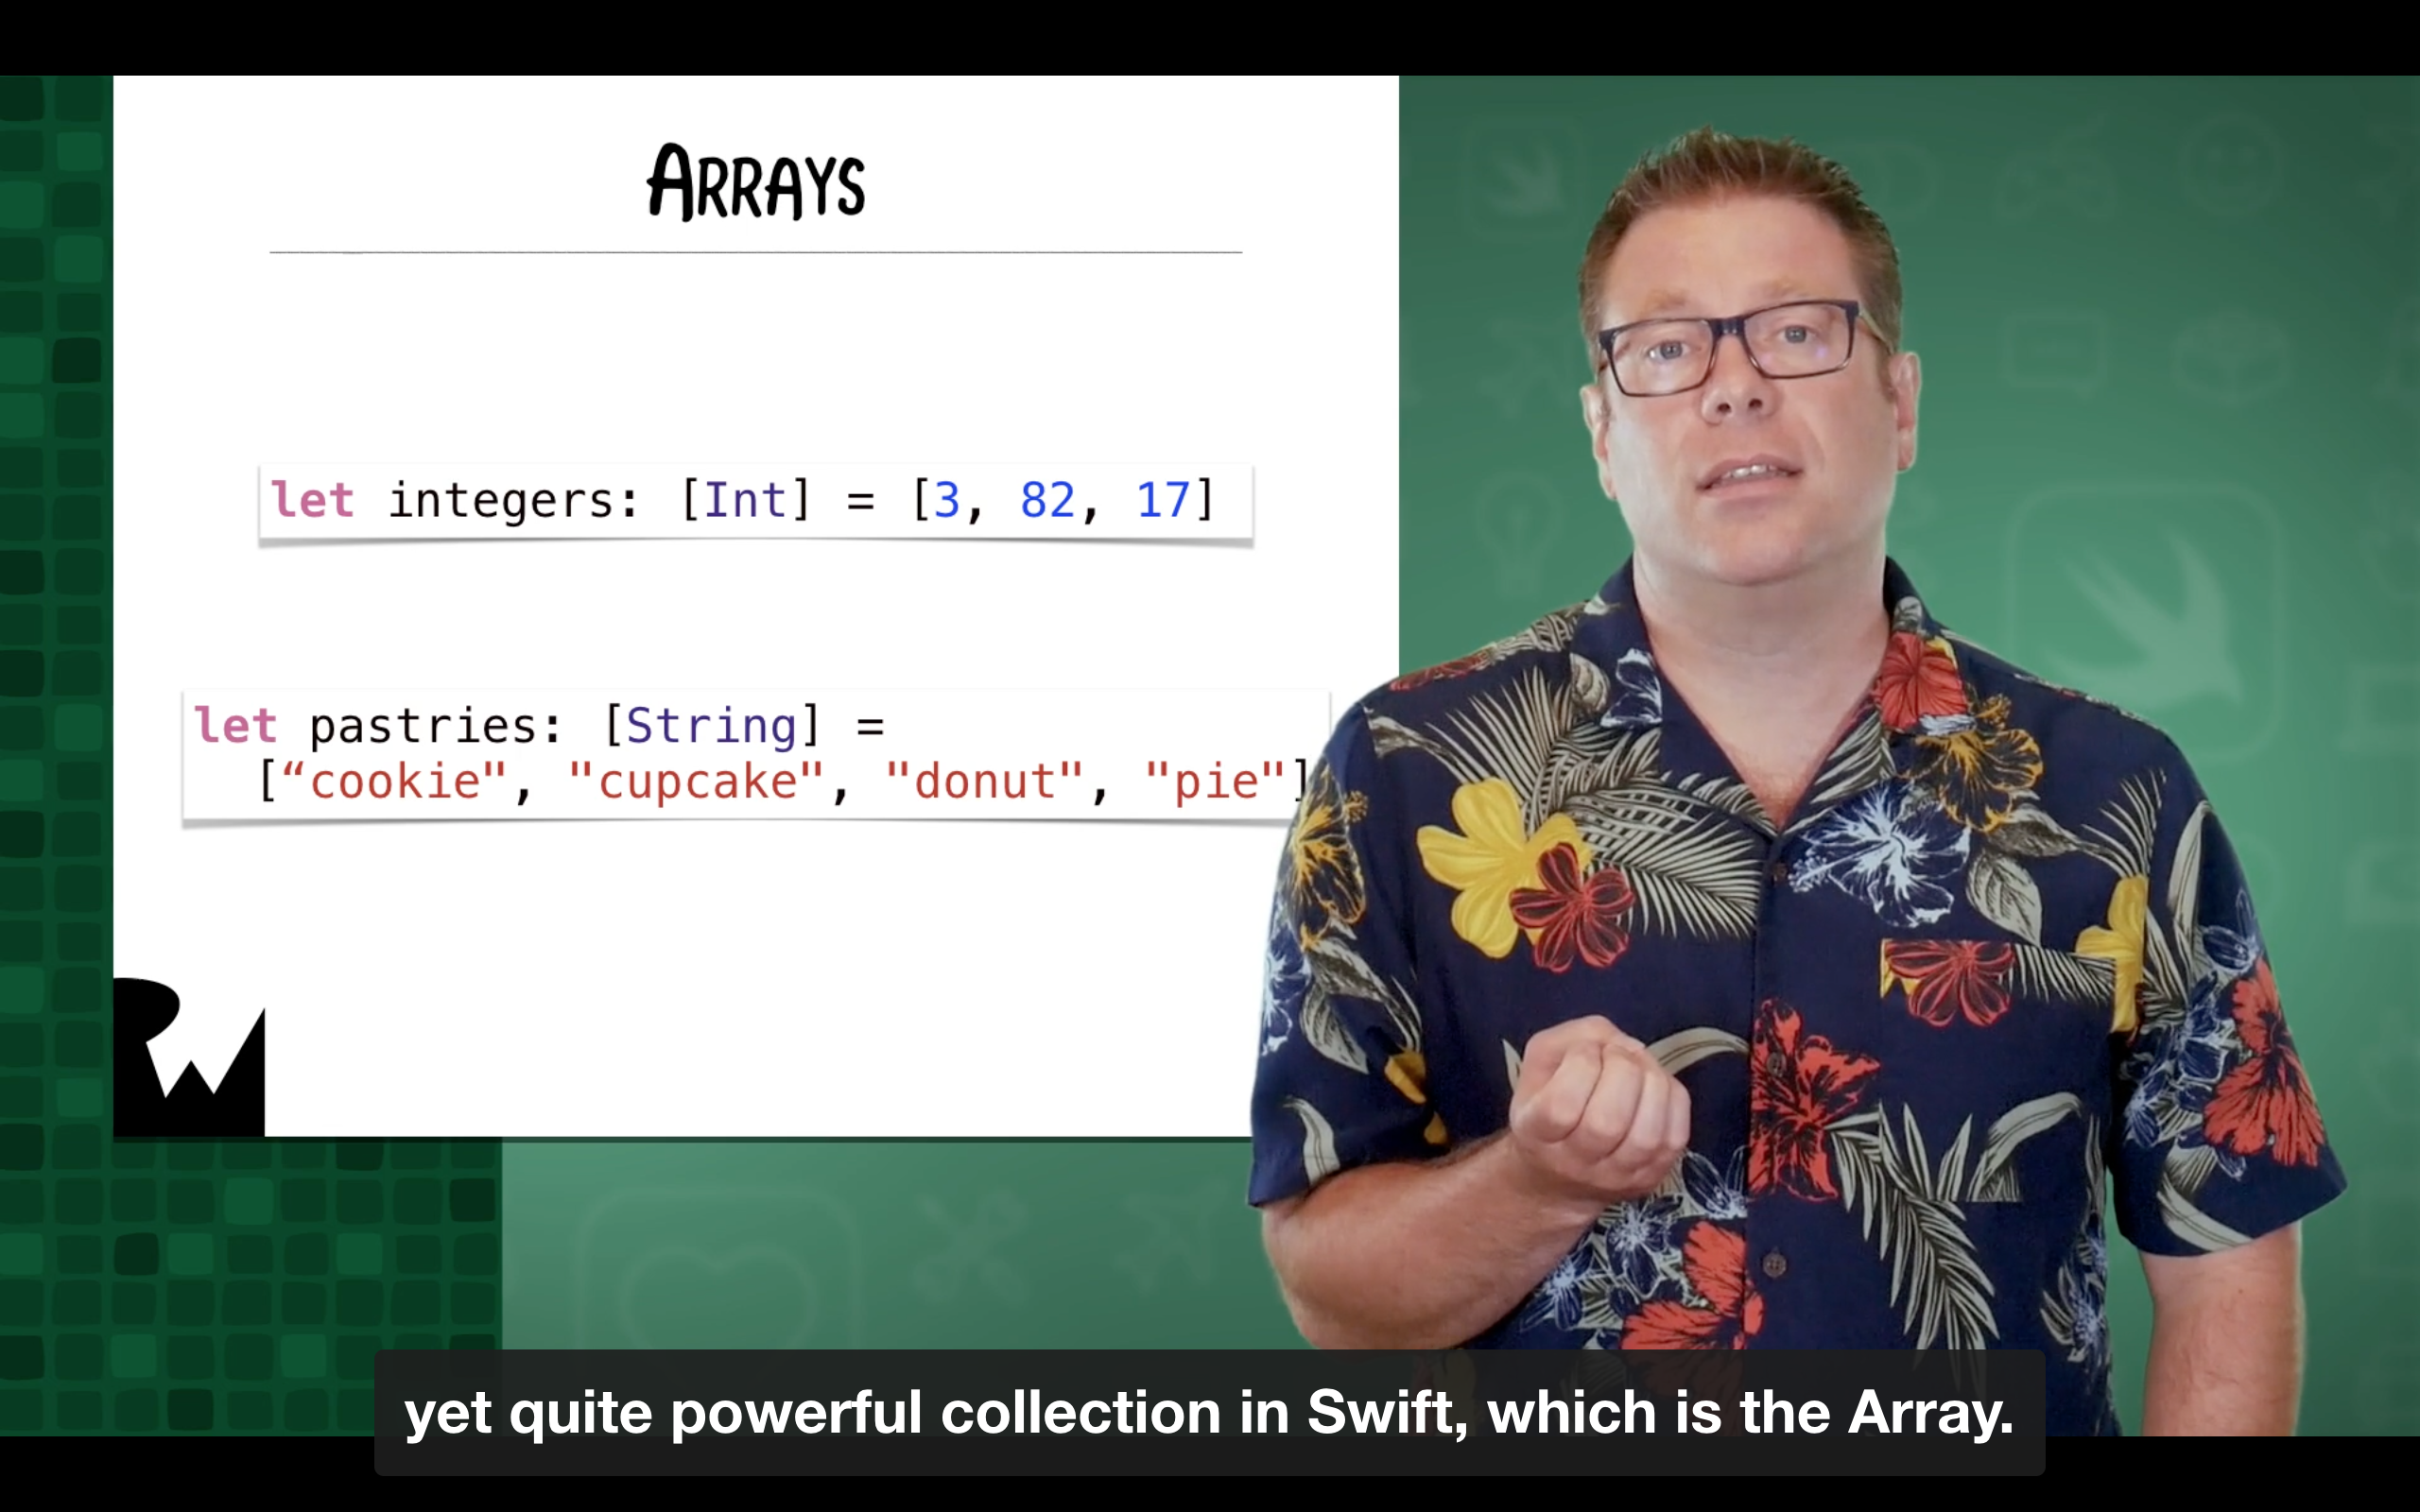 ARRAYS
let integers: [Int] = [3, 82, 17]
let pastries: [String] =
[“cookie", "cupcake", "donut", "pie"]
RW
yet quite powerful collection in Swift, which is the Array.